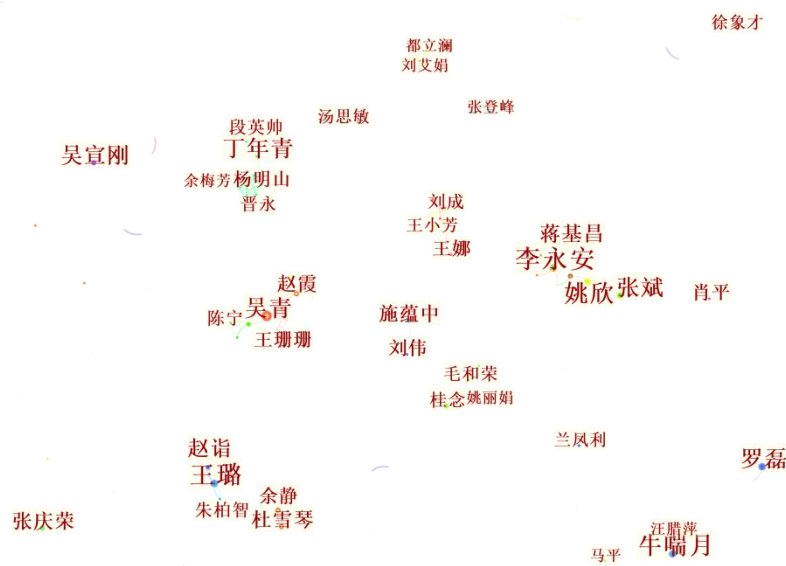 徐象才
都立澜
刘艾娟
张登峰
汤思敏
段英帅
丁年青
吴宣刚
余梅芳
杨明山
晋永
刘成
王小芳
王娜
蒋基昌
李永安
姚欣
张斌
肖平
赵霞
吴青
陈宁
王珊珊
施蕴中
刘伟
毛和荣
桂念
姚丽娟
兰凤利
赵诣
王璐
罗磊
余静
朱柏智
杜雪琴
张庆荣
汪腊萍
牛喘月
马平